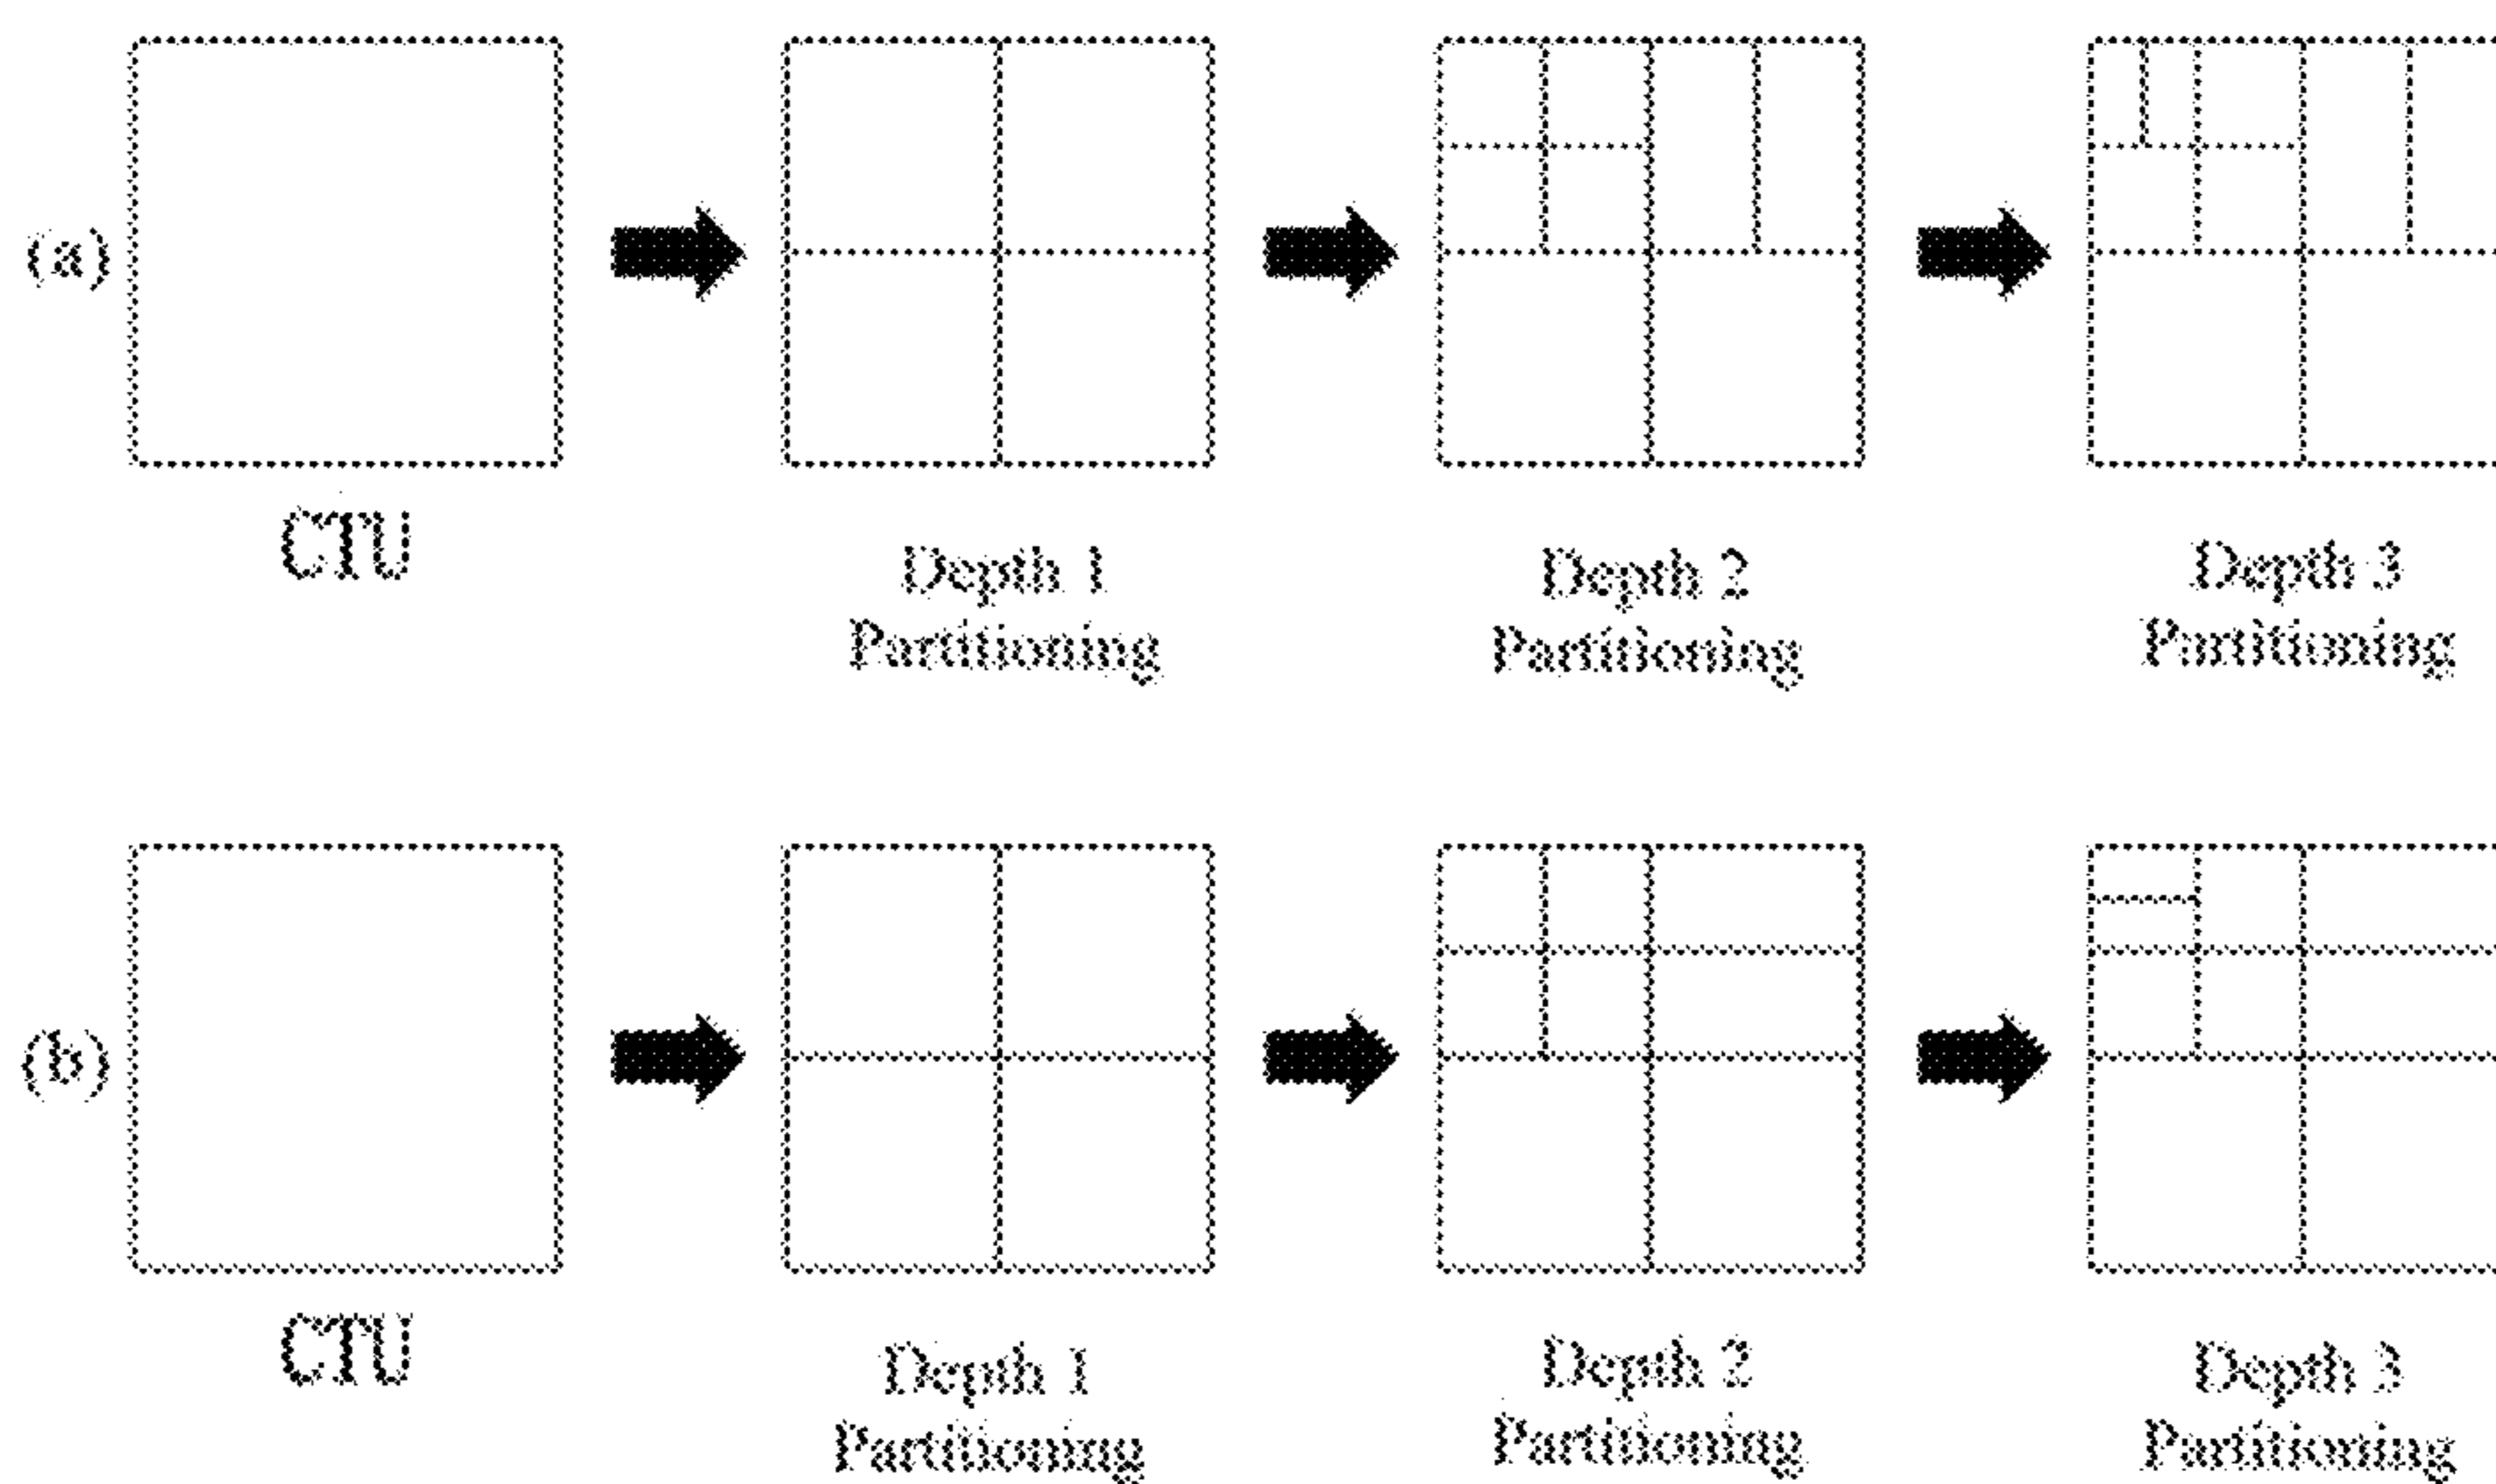 (a)
CTU
Depth 1
Partitioning
Depth 2
Partitioning
Depth 3
Partitioning
(b)
CTU
Depth 1
Partitioning
Depth 2
Partitioning
Depth 3
Partitioning